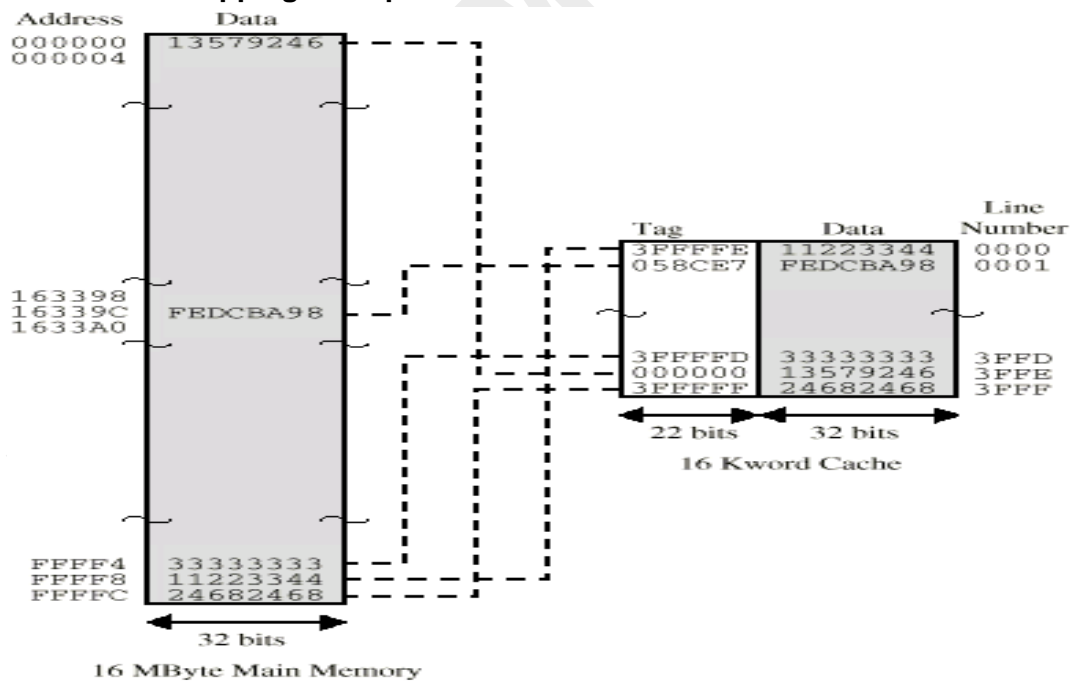 Address Data
000000 13579246
000004
163398
16339C FEDCBA98
1633A0
FFFF4 33333333
FFFF8 11223344
FFFFC 24682468
32 bits
16 MByte Main Memory
Line
Tag Data Number
3FFFFE 11223344 0000
058CE7 FEDCBA98 0001
3FFFFD 33333333 3FFD
000000 13579246 3FFE
3FFFFF 24682468 3FFF
22 bits 32 bits
16 Kword Cache